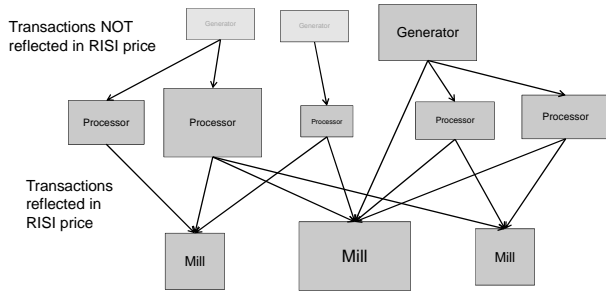 Transactions NOT
reflected in RISI price
Generator
Generator
Generator
Processor
Processor
Processor
Processor
Processor
Transactions
reflected in
RISI price
Mill
Mill
Mill